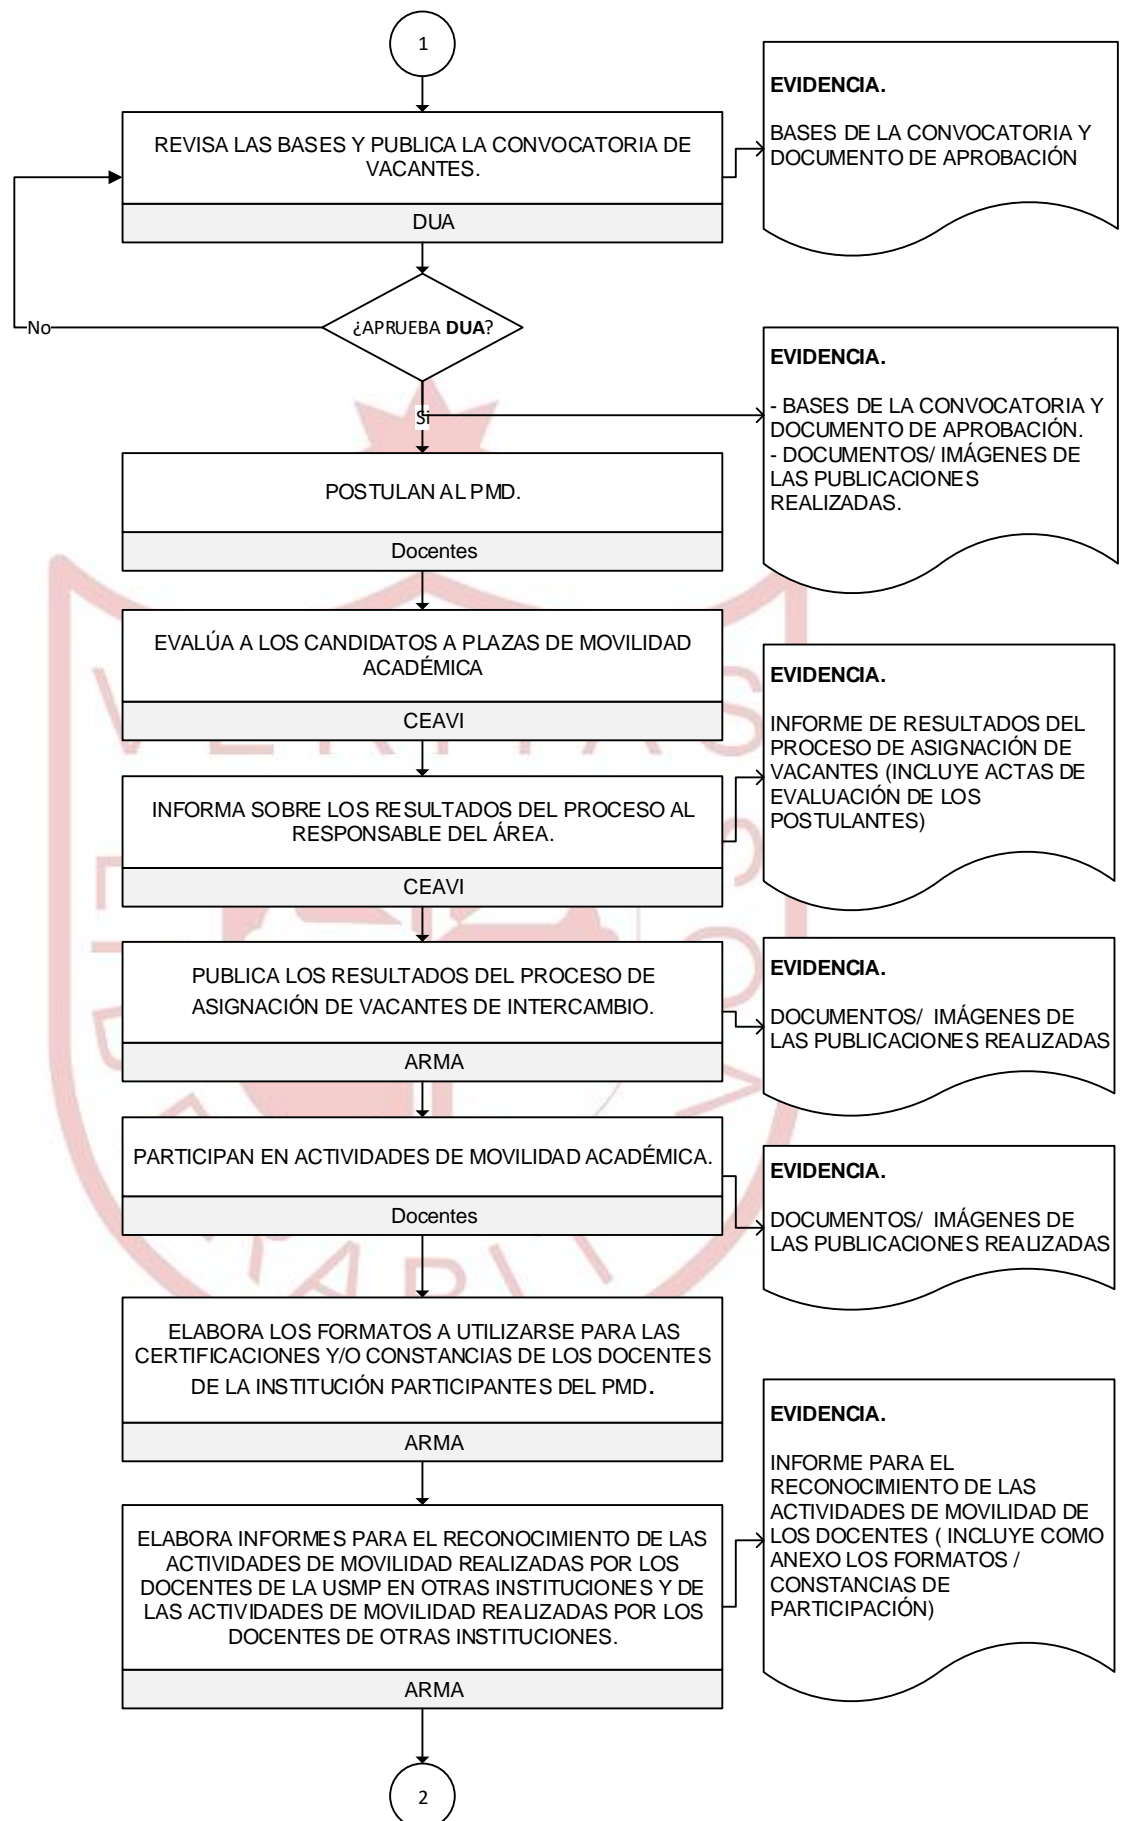 1
REVISA LAS BASES Y PUBLICA LA CONVOCATORIA DE
VACANTES.
DUA
EVIDENCIA.
BASES DE LA CONVOCATORIA Y
DOCUMENTO DE APROBACIÓN
¿APRUEBA DUA?
No
Si
EVIDENCIA.
- BASES DE LA CONVOCATORIA Y
DOCUMENTO DE APROBACIÓN.
- DOCUMENTOS/ IMÁGENES DE
LAS PUBLICACIONES
REALIZADAS.
POSTULAN AL PMD.
Docentes
EVALÚA A LOS CANDIDATOS A PLAZAS DE MOVILIDAD
ACADÉMICA
CEAVI
INFORMA SOBRE LOS RESULTADOS DEL PROCESO AL
RESPONSABLE DEL ÁREA.
CEAVI
EVIDENCIA.
INFORME DE RESULTADOS DEL
PROCESO DE ASIGNACIÓN DE
VACANTES (INCLUYE ACTAS DE
EVALUACIÓN DE LOS
POSTULANTES)
PUBLICA LOS RESULTADOS DEL PROCESO DE
ASIGNACIÓN DE VACANTES DE INTERCAMBIO.
ARMA
EVIDENCIA.
DOCUMENTOS/ IMÁGENES DE
LAS PUBLICACIONES REALIZADAS
PARTICIPAN EN ACTIVIDADES DE MOVILIDAD ACADÉMICA.
Docentes
EVIDENCIA.
DOCUMENTOS/ IMÁGENES DE
LAS PUBLICACIONES REALIZADAS
ELABORA LOS FORMATOS A UTILIZARSE PARA LAS
CERTIFICACIONES Y/O CONSTANCIAS DE LOS DOCENTES
DE LA INSTITUCIÓN PARTICIPANTES DEL PMD.
ARMA
ELABORA INFORMES PARA EL RECONOCIMIENTO DE LAS
ACTIVIDADES DE MOVILIDAD REALIZADAS POR LOS
DOCENTES DE LA USMP EN OTRAS INSTITUCIONES Y DE
LAS ACTIVIDADES DE MOVILIDAD REALIZADAS POR LOS
DOCENTES DE OTRAS INSTITUCIONES.
ARMA
EVIDENCIA.
INFORME PARA EL
RECONOCIMIENTO DE LAS
ACTIVIDADES DE MOVILIDAD DE
LOS DOCENTES ( INCLUYE COMO
ANEXO LOS FORMATOS /
CONSTANCIAS DE
PARTICIPACIÓN)
2